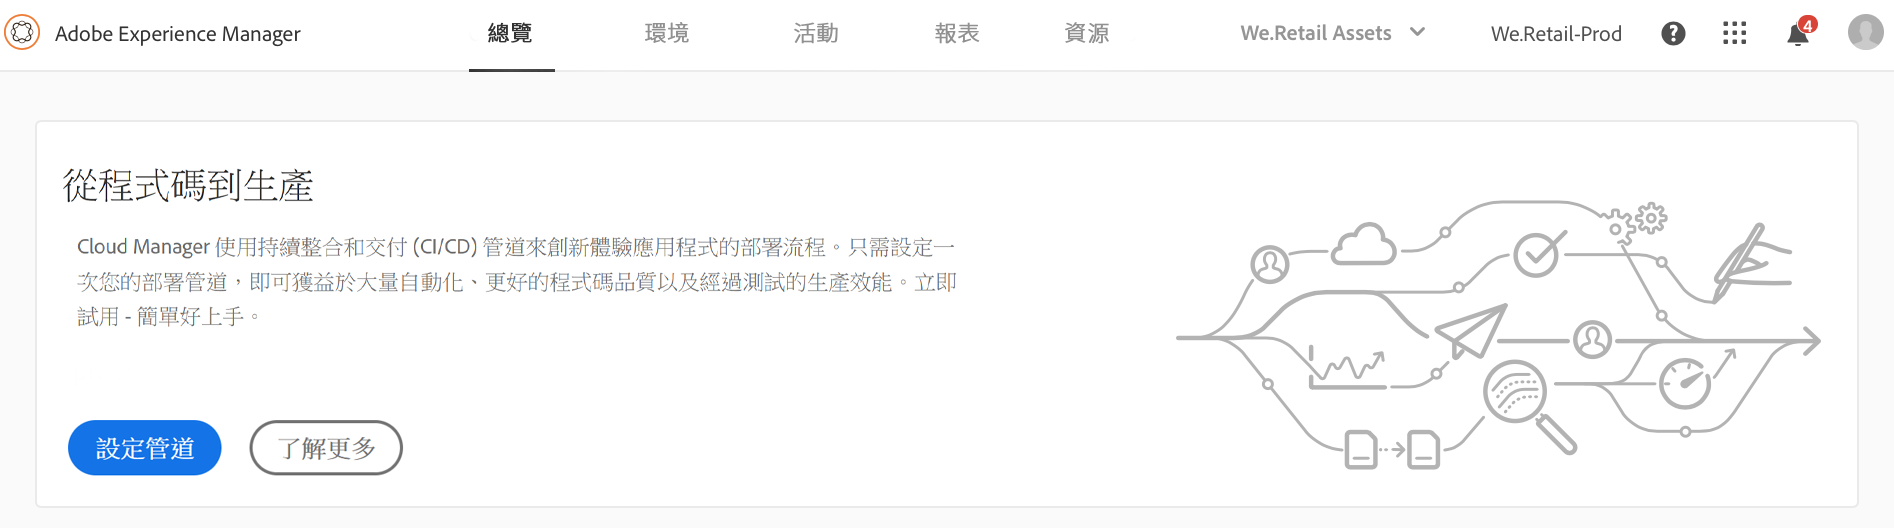 Adobe Experience Manager
總覽
環境
活動
報表
資源
We.Retail Assets
We.Retail-Prod
?
4
從程式碼到生產
Cloud Manager 使用持續整合和交付 (CI/CD) 管道來創新體驗應用程式的部署流程。只需設定一
次您的部署管道，即可獲益於大量自動化、更好的程式碼品質以及經過測試的生產效能。立即
試用 - 簡單好上手。
設定管道
了解更多